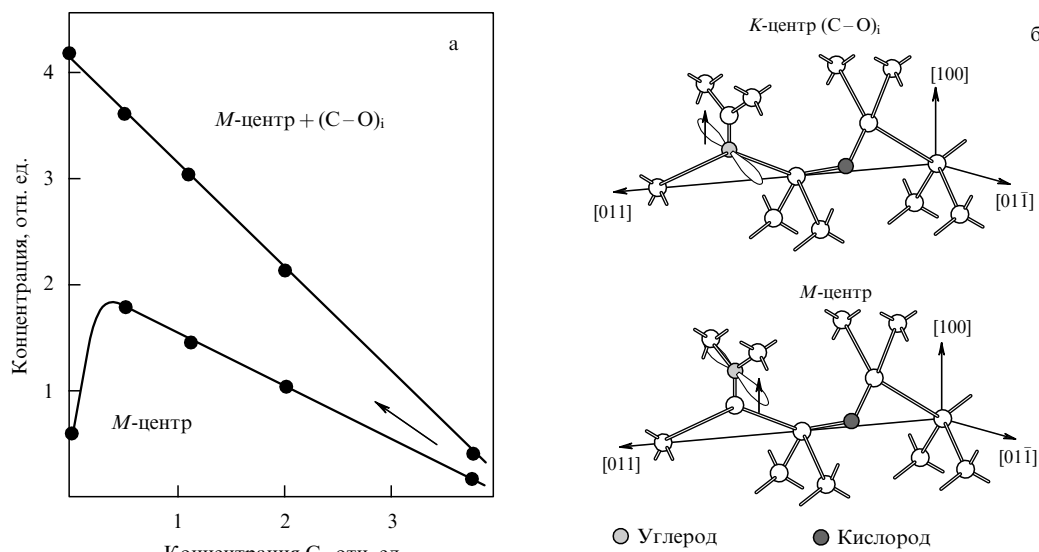 а
4
3
2
1
Концентрация, отн. ед.
M-центр + (C–O)i
M-центр
1
2
3
б
K-центр (C–O)i
[100]
[011]
[011̄]
M-центр
[100]
[011]
[011̄]
Углерод
Кислород